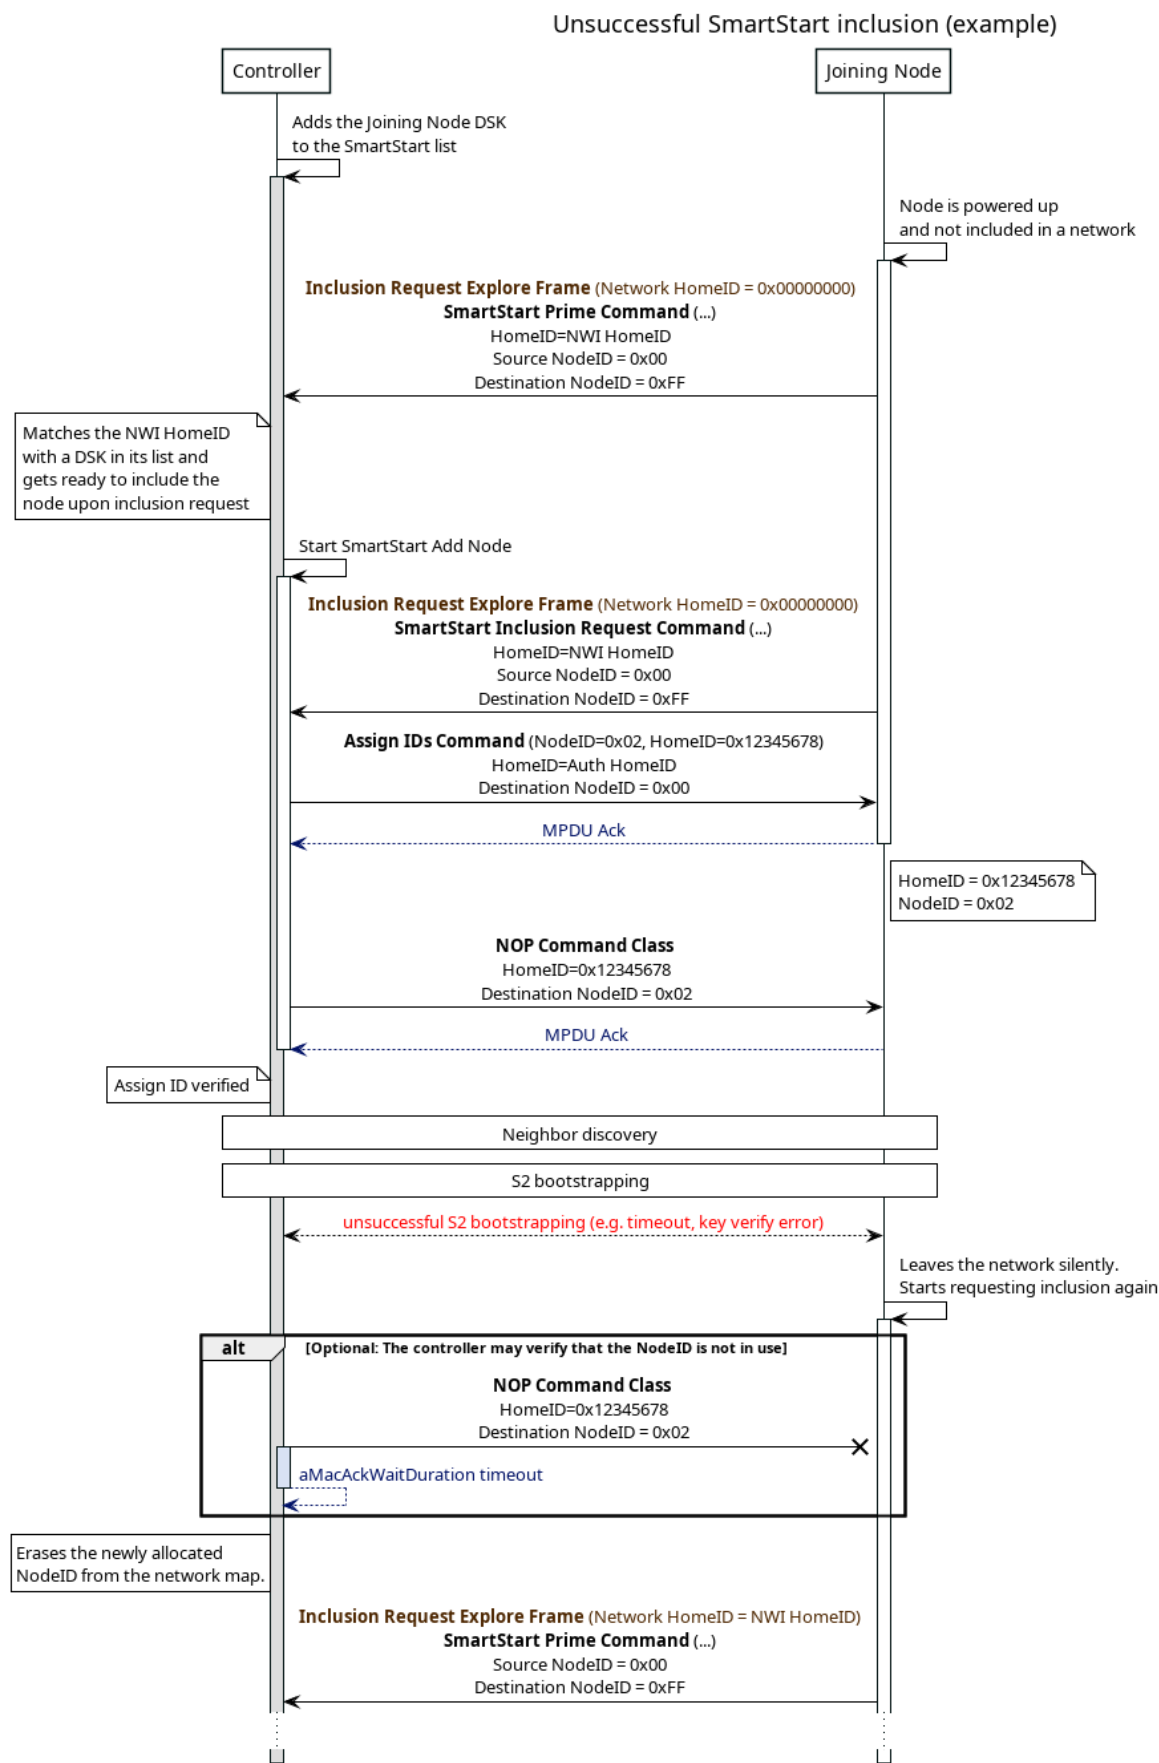 Unsuccessful SmartStart inclusion (example)
Controller
Joining Node
Adds the Joining Node DSK
to the SmartStart list
Node is powered up
and not included in a network
Inclusion Request Explore Frame (Network HomeID = 0x00000000)
SmartStart Prime Command (...)
HomeID=NWI HomeID
Source NodeID = 0x00
Destination NodeID = 0xFF
Matches the NWI HomeID
with a DSK in its list and
gets ready to include the
node upon inclusion request
Start SmartStart Add Node
Inclusion Request Explore Frame (Network HomeID = 0x00000000)
SmartStart Inclusion Request Command (...)
HomeID=NWI HomeID
Source NodeID = 0x00
Destination NodeID = 0xFF
Assign IDs Command (NodeID=0x02, HomeID=0x12345678)
HomeID=Auth HomeID
Destination NodeID = 0x00
MPDU Ack
HomeID = 0x12345678
NodeID = 0x02
NOP Command Class
HomeID=0x12345678
Destination NodeID = 0x02
MPDU Ack
Assign ID verified
Neighbor discovery
S2 bootstrapping
unsuccessful S2 bootstrapping (e.g. timeout, key verify error)
Leaves the network silently.
Starts requesting inclusion again
alt
[Optional: The controller may verify that the NodeID is not in use]
NOP Command Class
HomeID=0x12345678
Destination NodeID = 0x02
aMacAckWaitDuration timeout
Erases the newly allocated
NodeID from the network map.
Inclusion Request Explore Frame (Network HomeID = NWI HomeID)
SmartStart Prime Command (...)
Source NodeID = 0x00
Destination NodeID = 0xFF